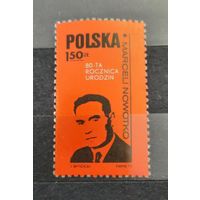 POLSKA
1,50 ZŁ
80-TA
ROCZNICA
URODZIN
MARCELI NOWOTKO